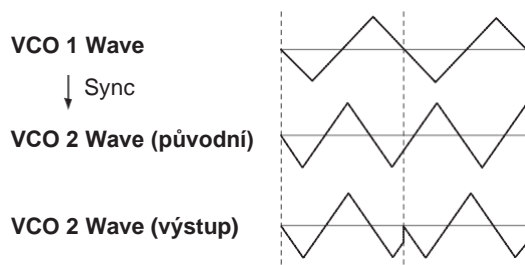 VCO 1 Wave
Sync
VCO 2 Wave (původní)
VCO 2 Wave (výstup)